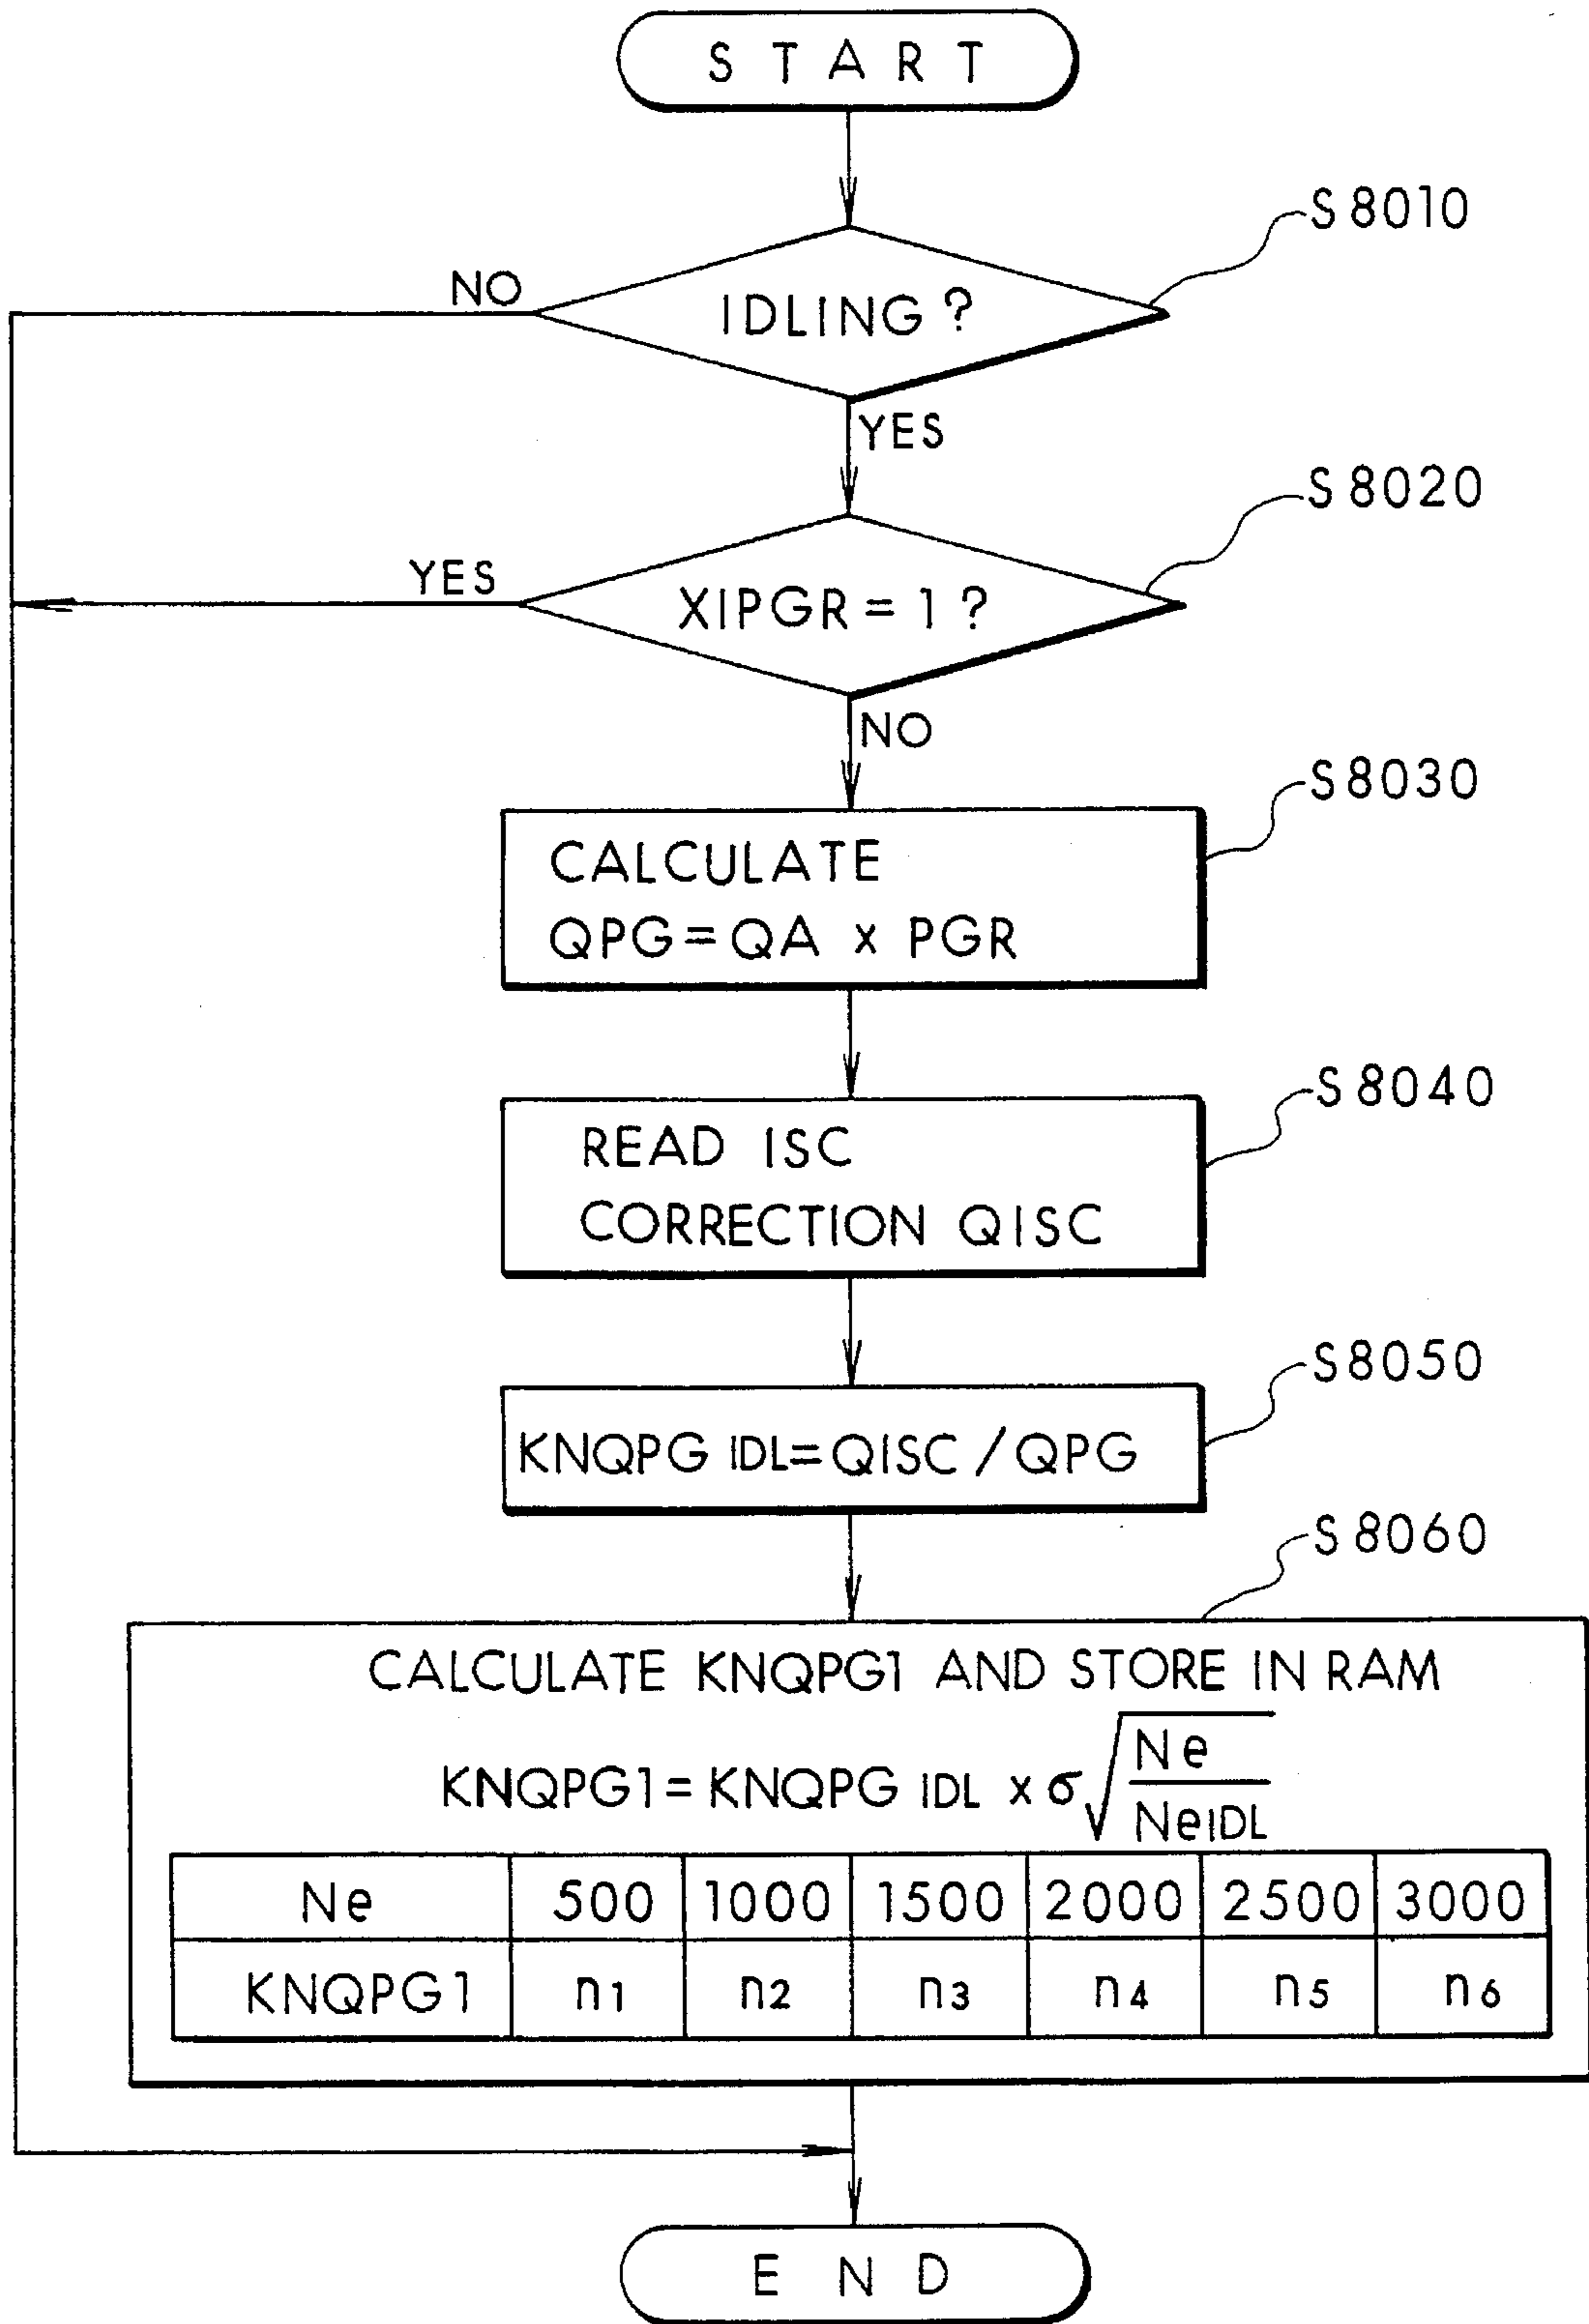 START
S8010
NO
IDLING?
YES
S8020
YES
XIPGR=1?
NO
S8030
CALCULATE
QPG=QA x PGR
S8040
READ ISC
CORRECTION QISC
S8050
KNQPG IDL=QISC/QPG
S8060
CALCULATE KNQPG1 AND STORE IN RAM
KNQPG1=KNQPG IDL x σ√(Ne/NeIDL)
Ne 500 1000 1500 2000 2500 3000
KNQPG1 n1 n2 n3 n4 n5 n6
END